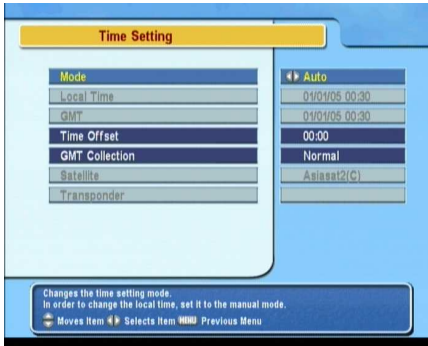 Time Setting
Mode Auto
Local Time 01/01/05 00:30
GMT 01/01/05 00:30
Time Offset 00:00
GMT Collection Normal
Satellite Asiasat2(C)
Transponder
Changes the time setting mode.
In order to change the local time, set it to the manual mode.
Moves Item Selects Item MENU Previous Menu